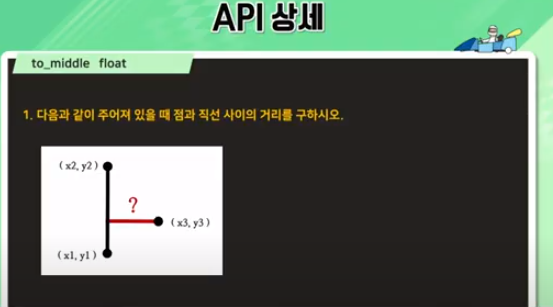 API 상세
to_middle float
1. 다음과 같이 주어져 있을 때 점과 직선 사이의 거리를 구하시오.
( x2, y2 )
?
( x3, y3 )
( x1, y1 )